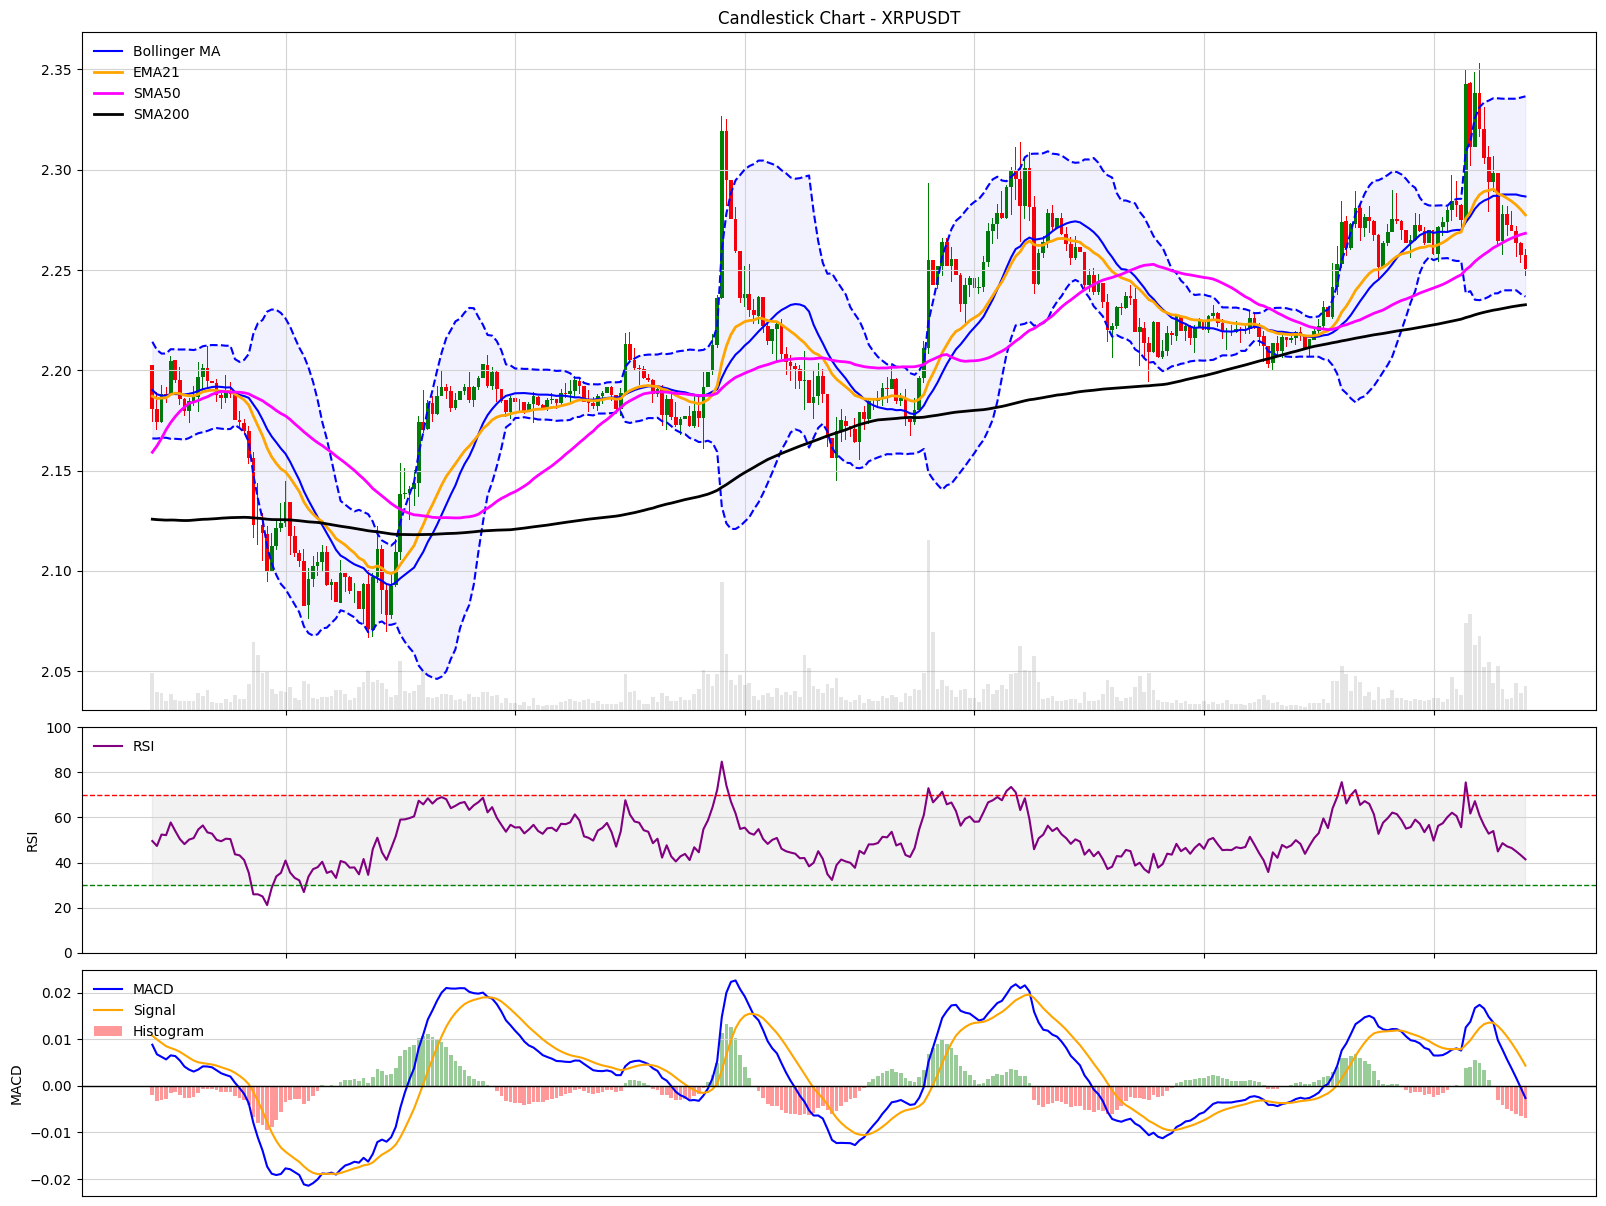 Candlestick Chart - XRPUSDT
Bollinger MA
EMA21
SMA50
SMA200
2.35
2.30
2.25
2.20
2.15
2.10
2.05
RSI
RSI
100
80
60
40
20
0
MACD
Signal
Histogram
MACD
0.02
0.01
0.00
−0.01
−0.02